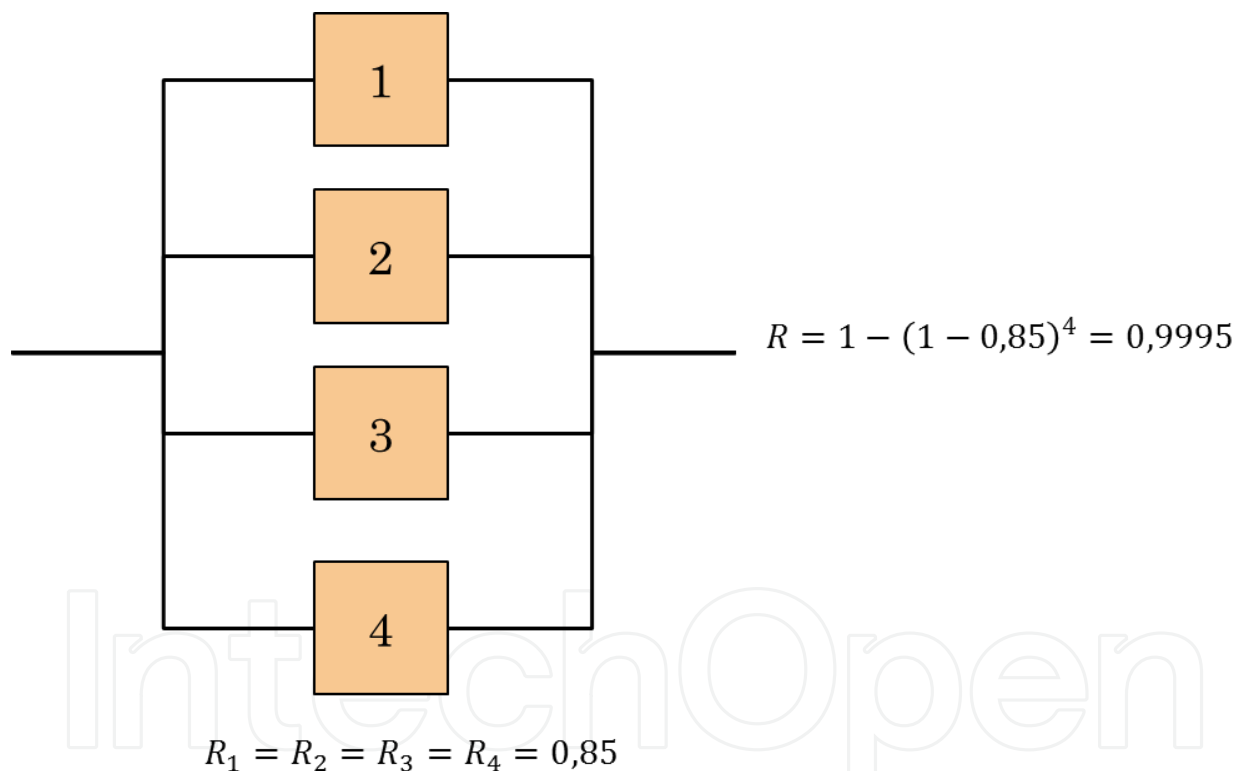 1
2
R = 1 − (1 − 0,85)⁴ = 0,9995
3
4
IntechOpen
R₁ = R₂ = R₃ = R₄ = 0,85